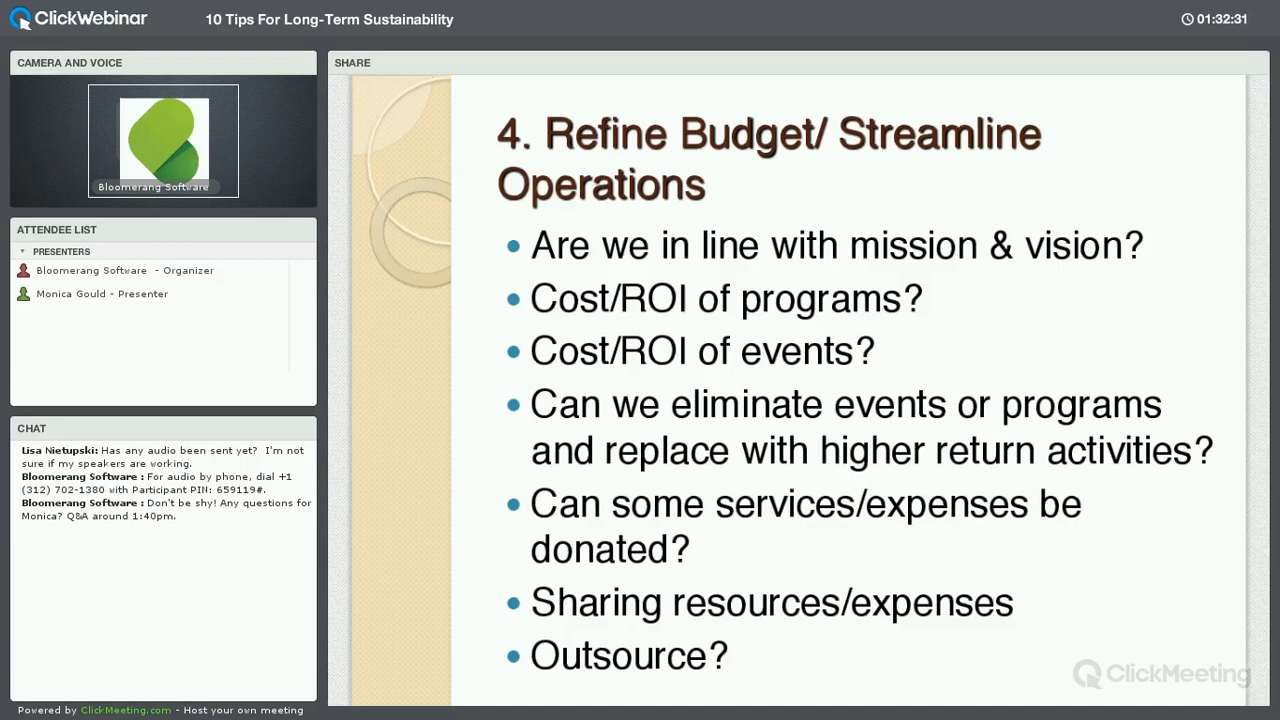 ClickWebinar
10 Tips For Long-Term Sustainability
01:32:31
CAMERA AND VOICE
Bloomerang Software
ATTENDEE LIST
PRESENTERS
Bloomerang Software - Organizer
Monica Gould - Presenter
CHAT
Lisa Nietupski: Has any audio been sent yet? I'm not
sure if my speakers are working.
Bloomerang Software : For audio by phone, dial +1
(312) 702-1380 with Participant PIN: 659119#.
Bloomerang Software : Don't be shy! Any questions for
Monica? Q&A around 1:40pm.
Powered by ClickMeeting.com - Host your own meeting
SHARE
4. Refine Budget/ Streamline
Operations
• Are we in line with mission & vision?
• Cost/ROI of programs?
• Cost/ROI of events?
• Can we eliminate events or programs
and replace with higher return activities?
• Can some services/expenses be
donated?
• Sharing resources/expenses
• Outsource?
ClickMeeting